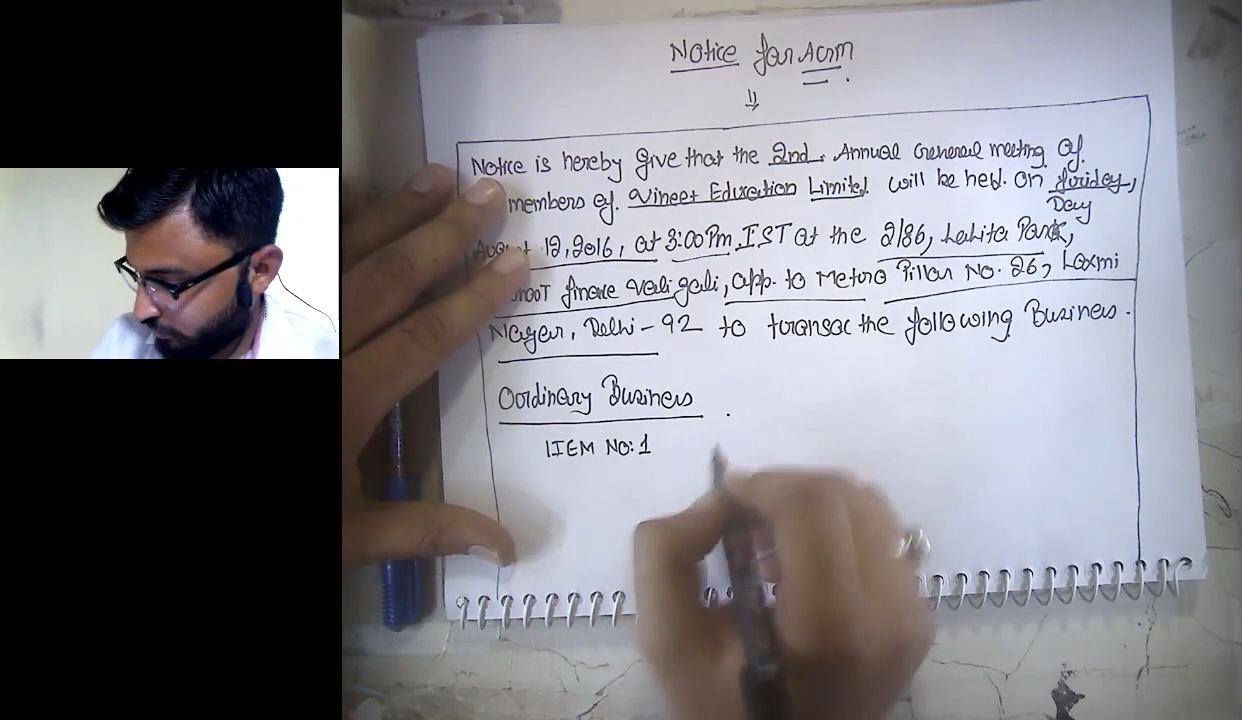 Notice for AGM
Notice is hereby give that the 2nd. Annual General meeting of
members of. Vineet Education Limited. will be held. on friday,
Day
August 12, 2016, at 3:00 Pm IST at the 2/86, Lalita Park,
finance vali gali, opp. to Metro Pillar No. 26, Laxmi
Nager, Delhi - 92 to transac the following Business.
Oordinary Business
ITEM NO: 1